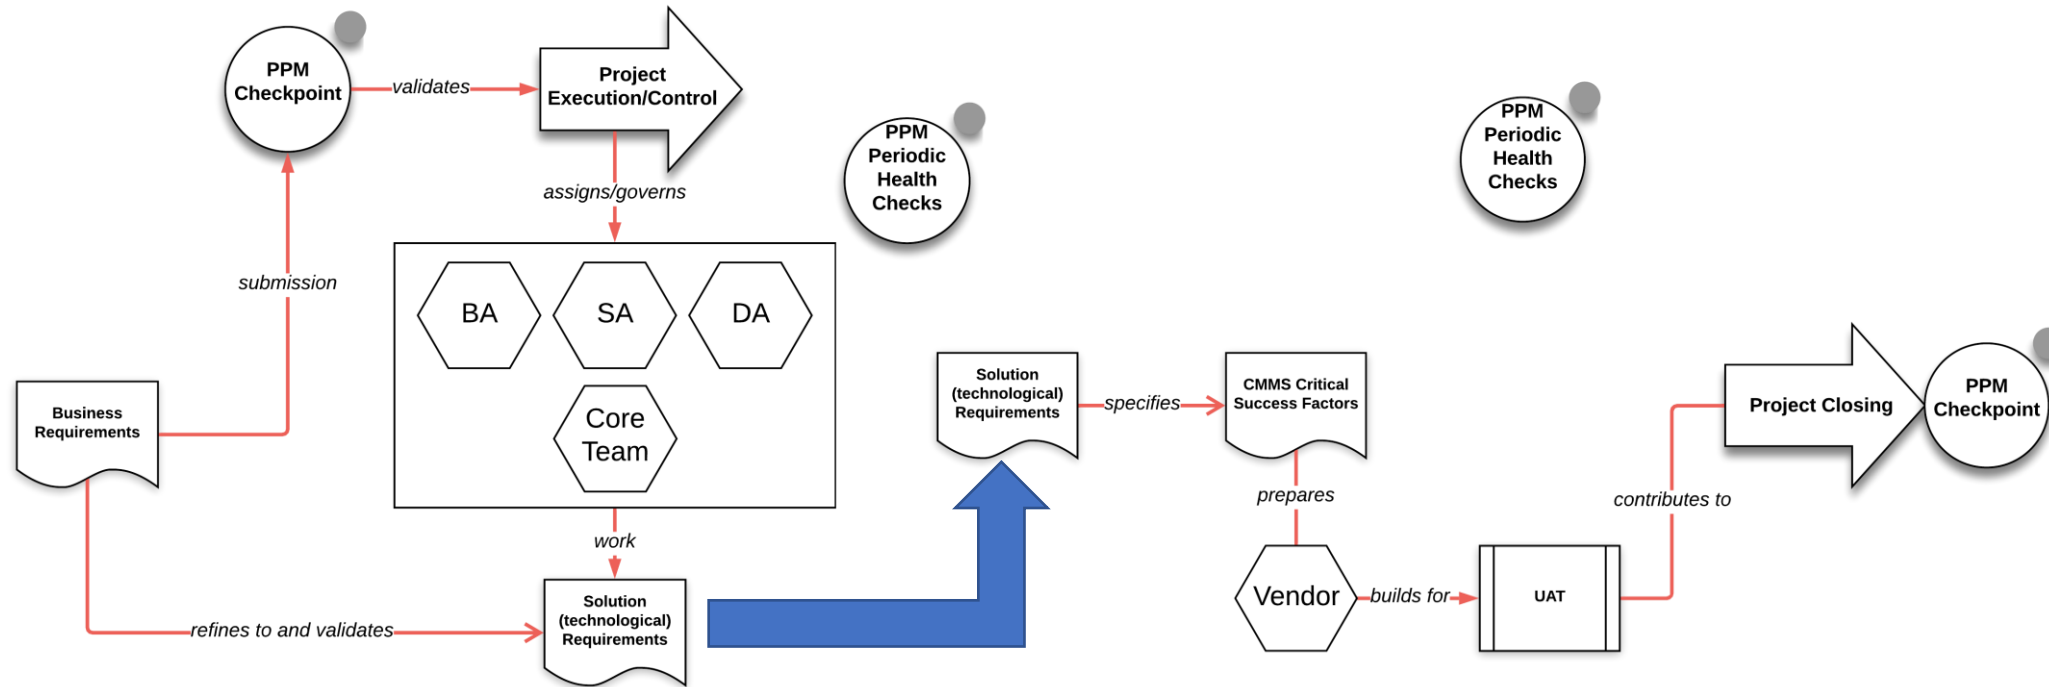 PPM
Checkpoint
validates
Project
Execution/Control
assigns/governs
PPM
Periodic
Health
Checks
PPM
Periodic
Health
Checks
submission
BA
SA
DA
Core
Team
Business
Requirements
work
refines to and validates
Solution
(technological)
Requirements
Solution
(technological)
Requirements
specifies
CMMS Critical
Success Factors
prepares
Vendor
builds for
UAT
contributes to
Project Closing
PPM
Checkpoint